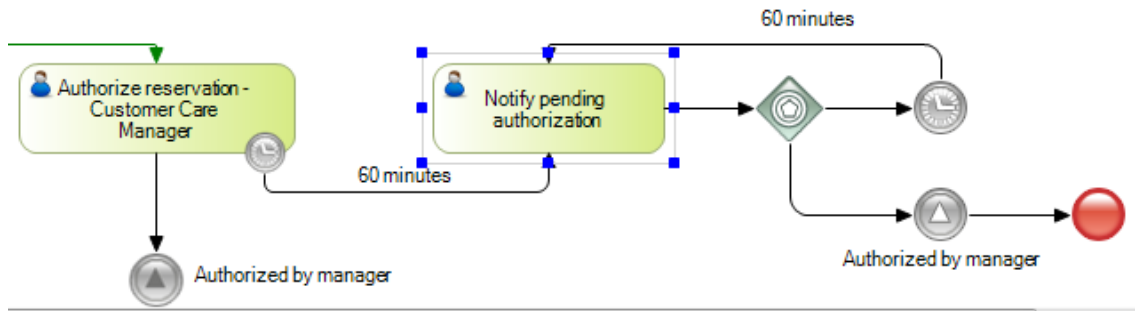 60 minutes
Authorize reservation -
Customer Care
Manager
Notify pending
authorization
60 minutes
Authorized by manager
Authorized by manager